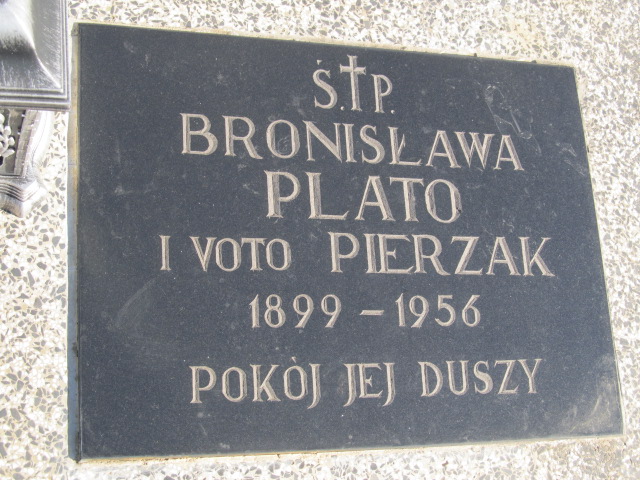 Ś.†P.
BRONISŁAWA
PLATO
I VOTO PIERZAK
1899 - 1956
POKÓJ JEJ DUSZY